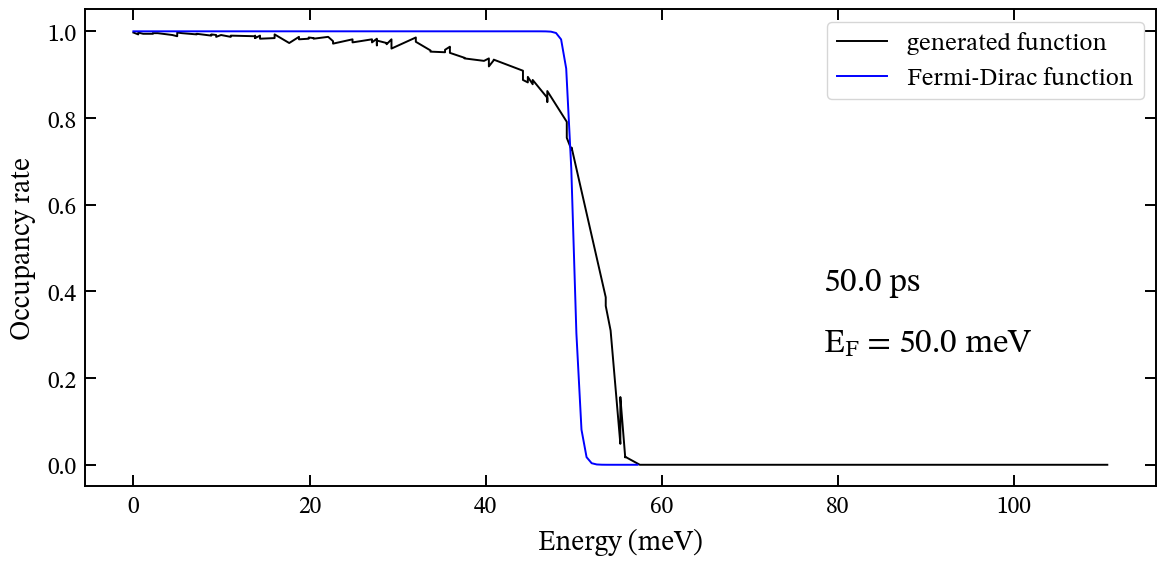 generated function
Fermi-Dirac function
1.0
0.8
0.6
0.4
0.2
0.0
Occupancy rate
50.0 ps
E_F = 50.0 meV
0 20 40 60 80 100
Energy (meV)